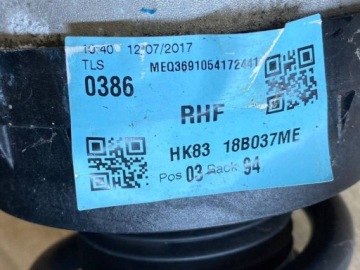 10:40 12/07/2017
TLS MEQ3691054172441
0386
RHF
HK83 18B037ME
Pos 03 Rack 94